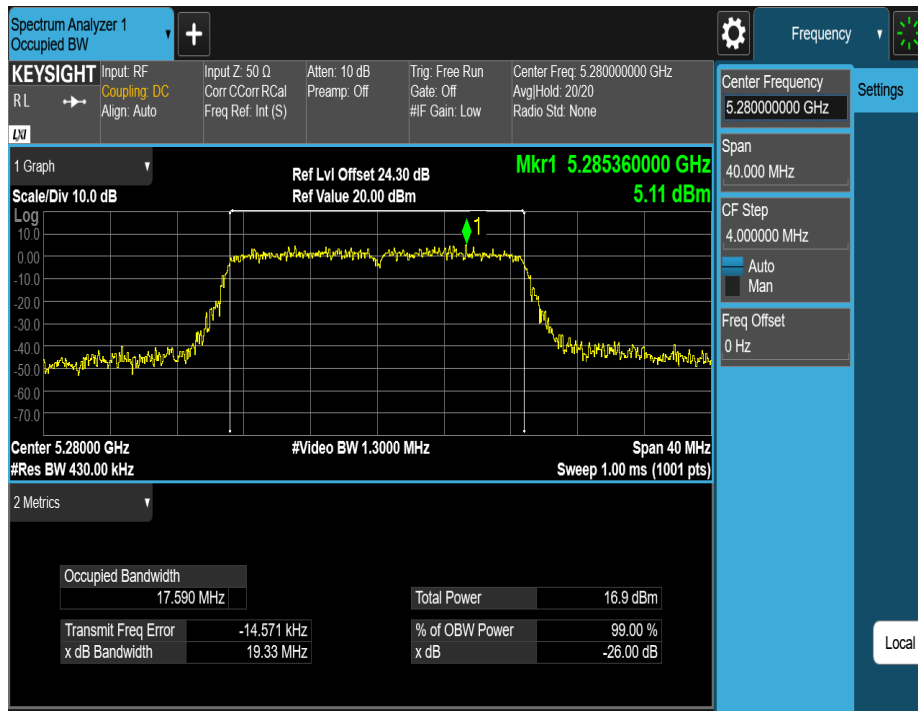 Spectrum Analyzer 1
Occupied BW
+
Frequency
KEYSIGHT
RL
LXI
Input: RF
Coupling: DC
Align: Auto
Input Z: 50 Ω
Corr CCorr RCal
Freq Ref: Int (S)
Atten: 10 dB
Preamp: Off
Trig: Free Run
Gate: Off
#IF Gain: Low
Center Freq: 5.280000000 GHz
Avg|Hold: 20/20
Radio Std: None
Center Frequency
5.280000000 GHz
Settings
Span
40.000 MHz
CF Step
4.000000 MHz
Auto
Man
Freq Offset
0 Hz
Local
1 Graph
Scale/Div 10.0 dB
Ref Lvl Offset 24.30 dB
Ref Value 20.00 dBm
Mkr1 5.285360000 GHz
5.11 dBm
Log
1
10.0
0.00
-10.0
-20.0
-30.0
-40.0
-50.0
-60.0
-70.0
Center 5.28000 GHz
#Video BW 1.3000 MHz
Span 40 MHz
#Res BW 430.00 kHz
Sweep 1.00 ms (1001 pts)
2 Metrics
Occupied Bandwidth
17.590 MHz
Total Power 16.9 dBm
Transmit Freq Error -14.571 kHz
% of OBW Power 99.00 %
x dB Bandwidth 19.33 MHz
x dB -26.00 dB